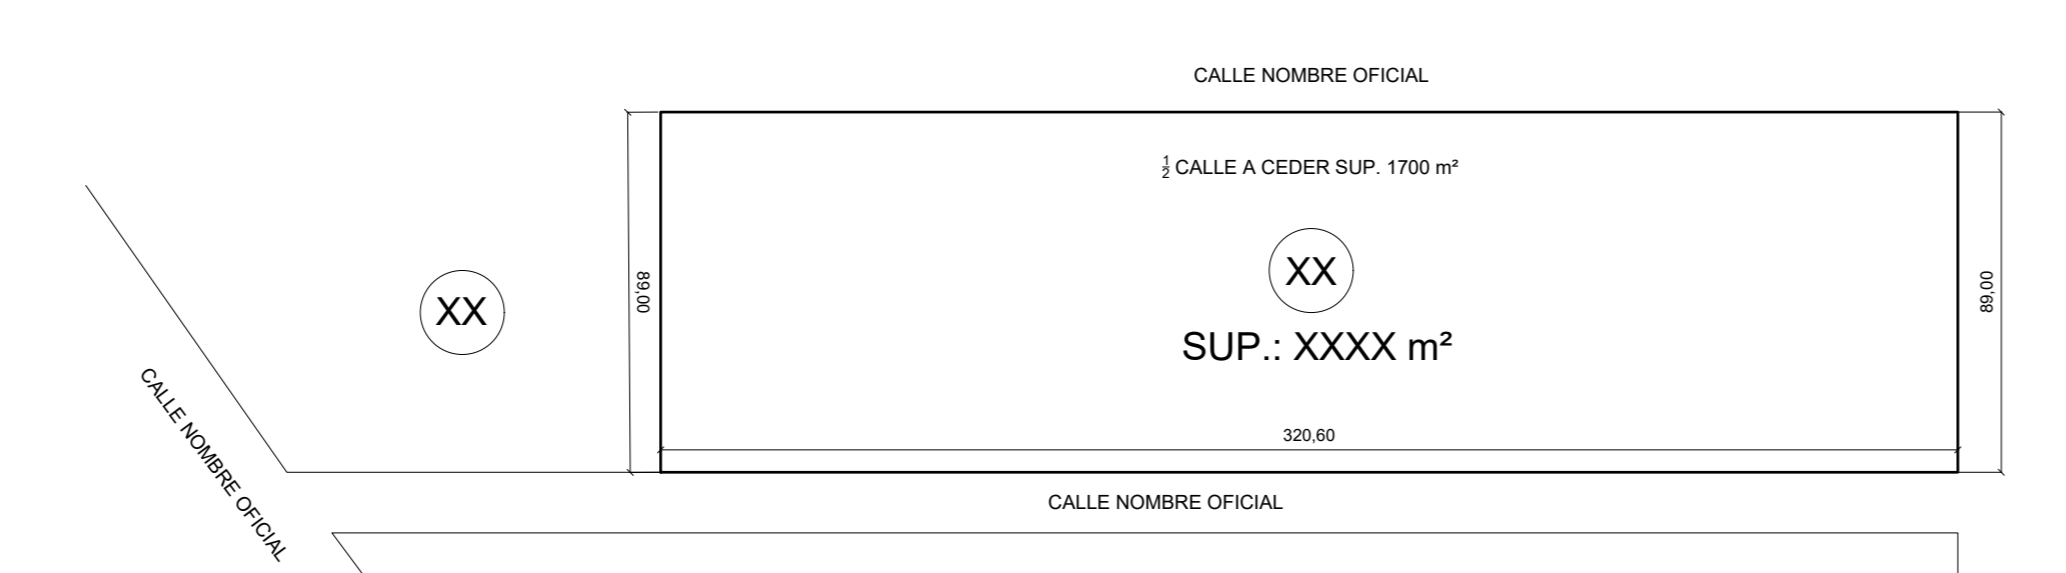 CALLE NOMBRE OFICIAL
½ CALLE A CEDER SUP. 1700 m²
XX
SUP.: XXXX m²
320,60
89,00
89,00
XX
CALLE NOMBRE OFICIAL
CALLE NOMBRE OFICIAL